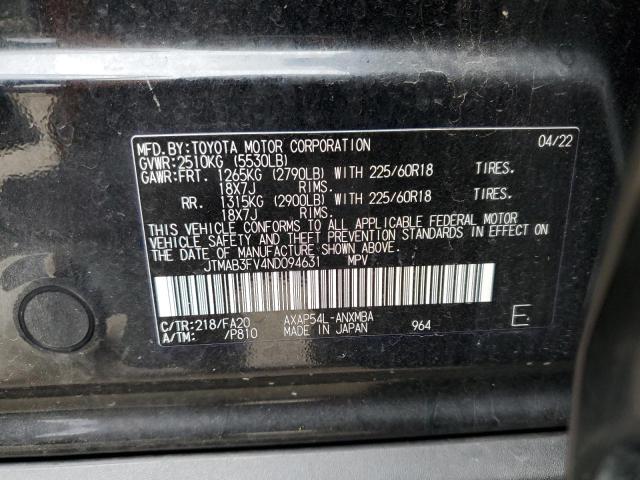 MFD.BY:TOYOTA MOTOR CORPORATION 04/22
GVWR:2510KG (5530LB)
GAWR:FRT. 1265KG (2790LB) WITH 225/60R18 TIRES.
18X7J RIMS.
RR. 1315KG (2900LB) WITH 225/60R18 TIRES.
18X7J RIMS.
THIS VEHICLE CONFORMS TO ALL APPLICABLE FEDERAL MOTOR
VEHICLE SAFETY AND THEFT PREVENTION STANDARDS IN EFFECT ON
THE DATE OF MANUFACTURE SHOWN ABOVE.
JTMAB3FV4ND094631 MPV
C/TR:218/FA20 AXAP54L-ANXMBA
A/TM: /P810 MADE IN JAPAN 964 E